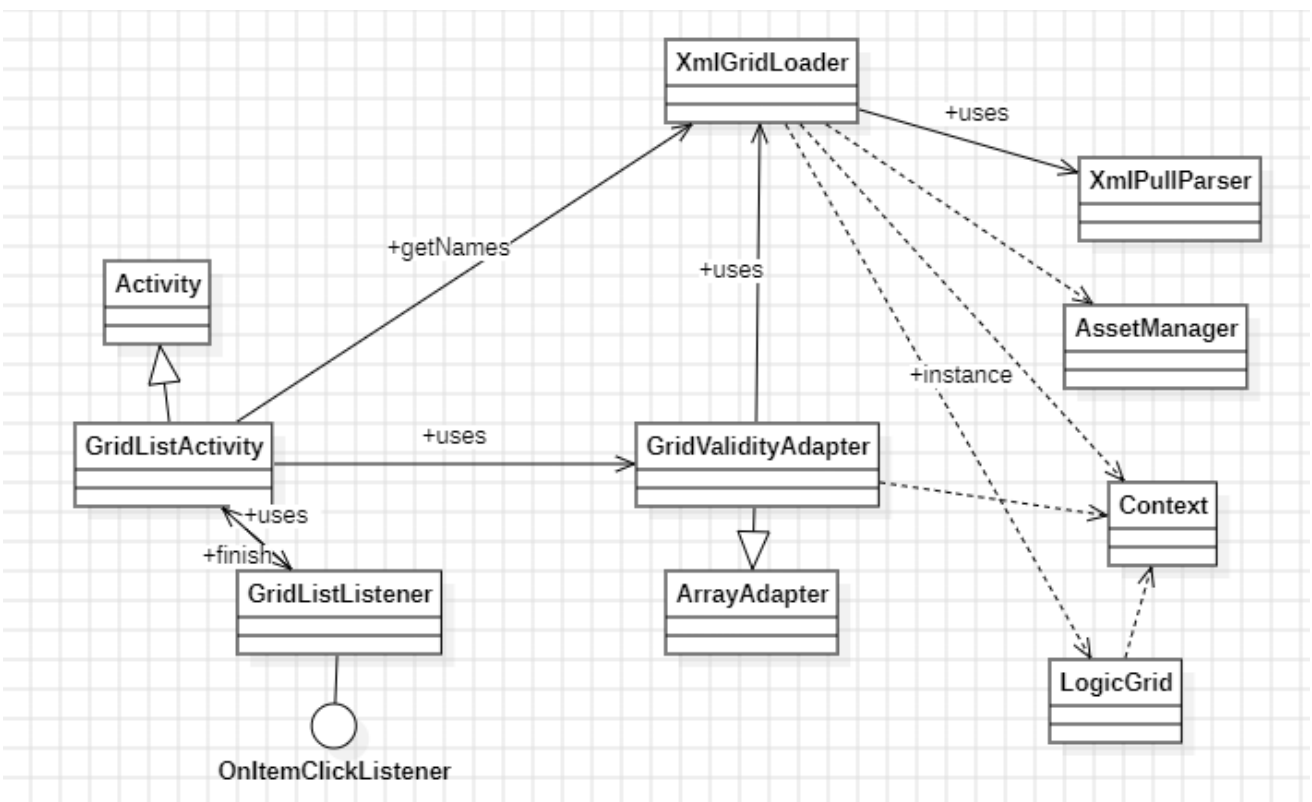 XmlGridLoader
+uses
XmlPullParser
+getNames
+uses
Activity
AssetManager
+instance
GridListActivity
+uses
GridValidityAdapter
Context
+uses
+finish
GridListListener
ArrayAdapter
LogicGrid
OnItemClickListener